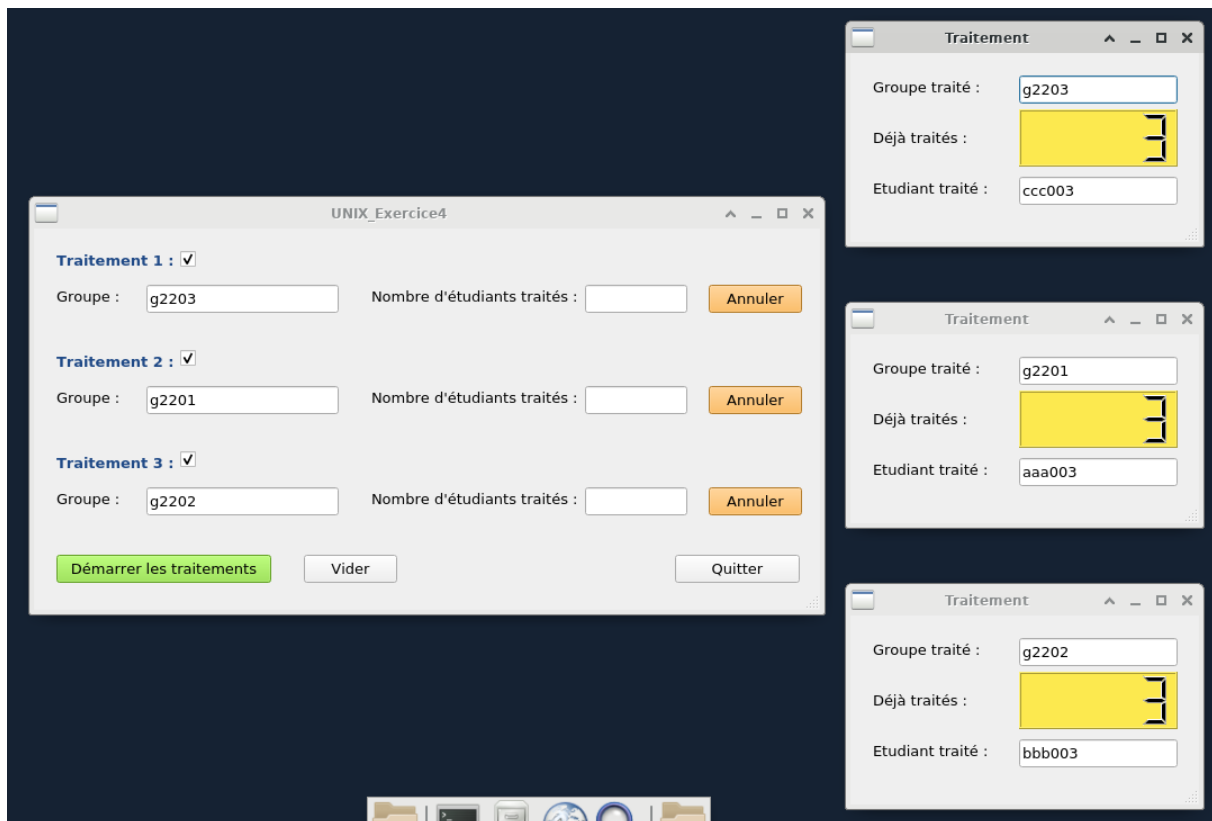 UNIX_Exercice4
Traitement 1 :
Groupe : g2203 Nombre d'étudiants traités : Annuler
Traitement 2 :
Groupe : g2201 Nombre d'étudiants traités : Annuler
Traitement 3 :
Groupe : g2202 Nombre d'étudiants traités : Annuler
Démarrer les traitements Vider Quitter
Traitement
Groupe traité : g2203
Déjà traités : 3
Etudiant traité : ccc003
Traitement
Groupe traité : g2201
Déjà traités : 3
Etudiant traité : aaa003
Traitement
Groupe traité : g2202
Déjà traités : 3
Etudiant traité : bbb003